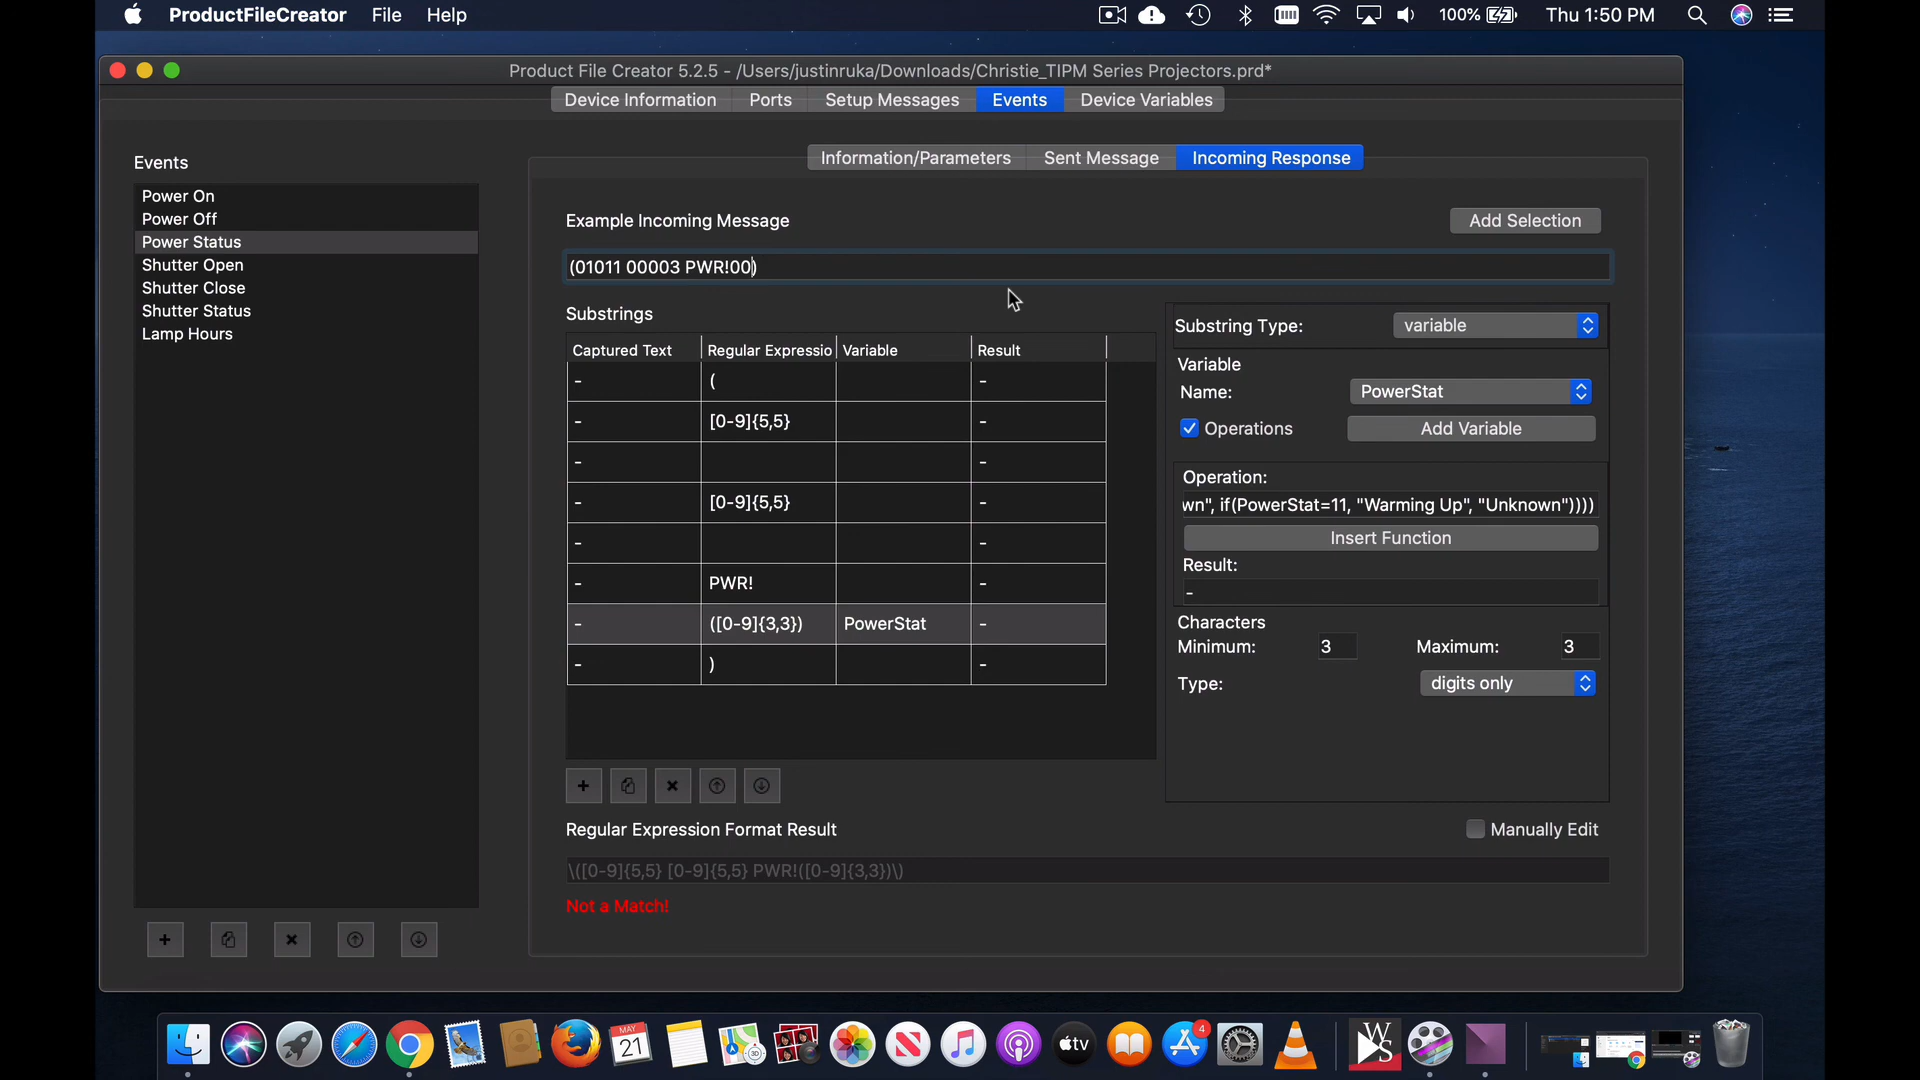 ProductFileCreator File Help 100% Thu 1:50 PM
Product File Creator 5.2.5 - /Users/justinruka/Downloads/Christie_TIPM Series Projectors.prd*
Device Information Ports Setup Messages Events Device Variables
Events
Power On
Power Off
Power Status
Shutter Open
Shutter Close
Shutter Status
Lamp Hours
Information/Parameters Sent Message Incoming Response
Example Incoming Message Add Selection
(01011 00003 PWR!00)
Substrings
Captured Text Regular Expressio Variable Result
- ( -
- [0-9]{5,5} -
- -
- [0-9]{5,5} -
- -
- PWR! -
- ([0-9]{3,3}) PowerStat -
- ) -
Substring Type: variable
Variable
Name: PowerStat
Operations Add Variable
Operation:
wn", if(PowerStat=11, "Warming Up", "Unknown"))))
Insert Function
Result:
-
Characters
Minimum: 3 Maximum: 3
Type: digits only
Regular Expression Format Result Manually Edit
\([0-9]{5,5} [0-9]{5,5} PWR!([0-9]{3,3})\)
Not a Match!
MAY
21
30
tv
4
W
S